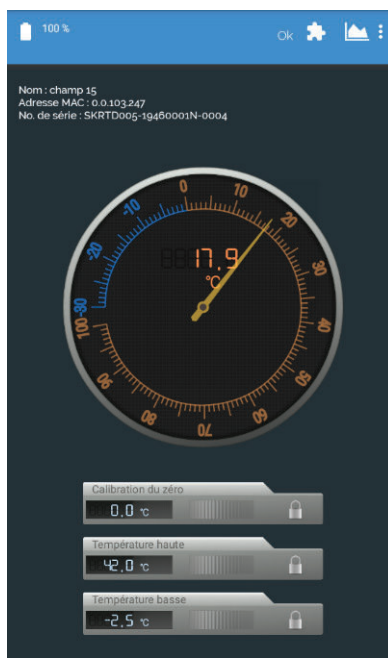 100 %
Ok
Nom : champ 15
Adresse MAC : 0.0.103.247
No. de série : SKRTD005-19460001N-0004
-30
-20
-10
0
10
20
30
40
50
60
70
80
90
100
17.9
°C
Calibration du zéro
0.0 °C
Température haute
42.0 °C
Température basse
-2.5 °C